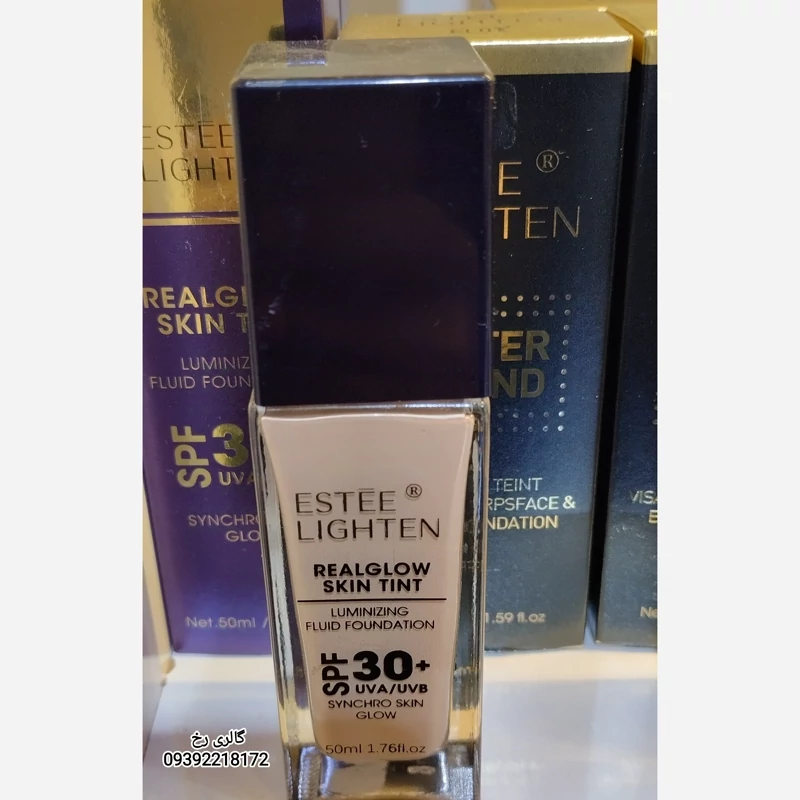 ESTĒE
LIGHT
REALGL
SKIN T
LUMINIZ
FLUID FOUN
SPF 3
UVA
SYNCHRO
GLO
Net.50ml /
E ®
TEN
TER
ND
TEINT
RPSFACE &
NDATION
1.59 fl.oz
VISA
E
Ne
ESTĒE ®
LIGHTEN
REALGLOW
SKIN TINT
LUMINIZING
FLUID FOUNDATION
SPF 30+
UVA/UVB
SYNCHRO SKIN
GLOW
50ml 1.76fl.oz
گالری رخ
09392218172